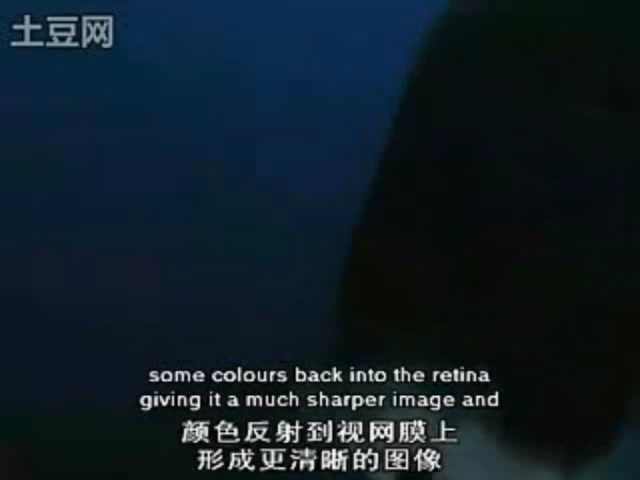 土豆网
some colours back into the retina
giving it a much sharper image and
颜色反射到视网膜上
形成更清晰的图像